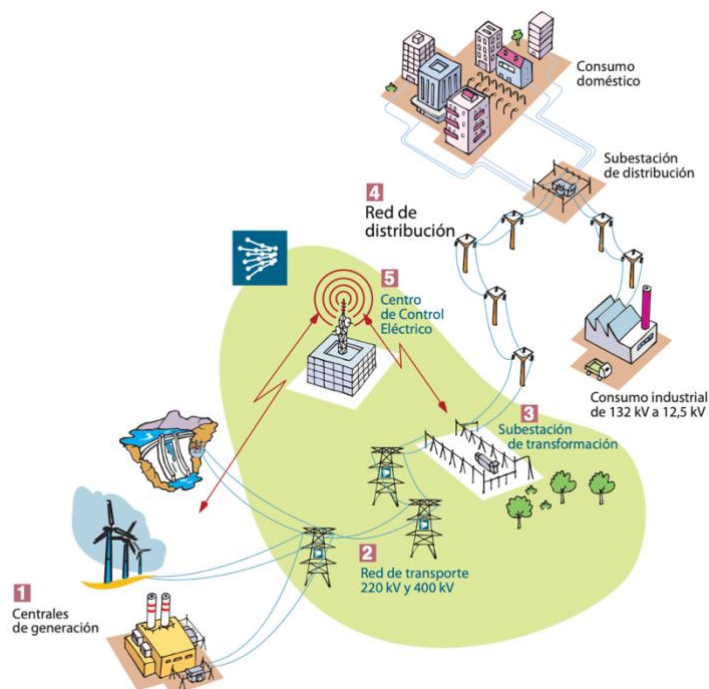 Consumo
doméstico
Subestación
de distribución
4
Red de
distribución
5
Centro
de Control
Eléctrico
Consumo industrial
de 132 kV a 12,5 kV
3
Subestación
de transformación
2
Red de transporte
220 kV y 400 kV
1
Centrales
de generación